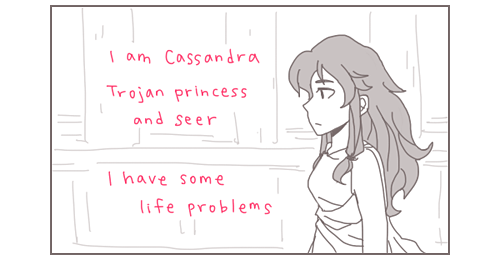 I am Cassandra
Trojan princess
and seer
I have some
life problems